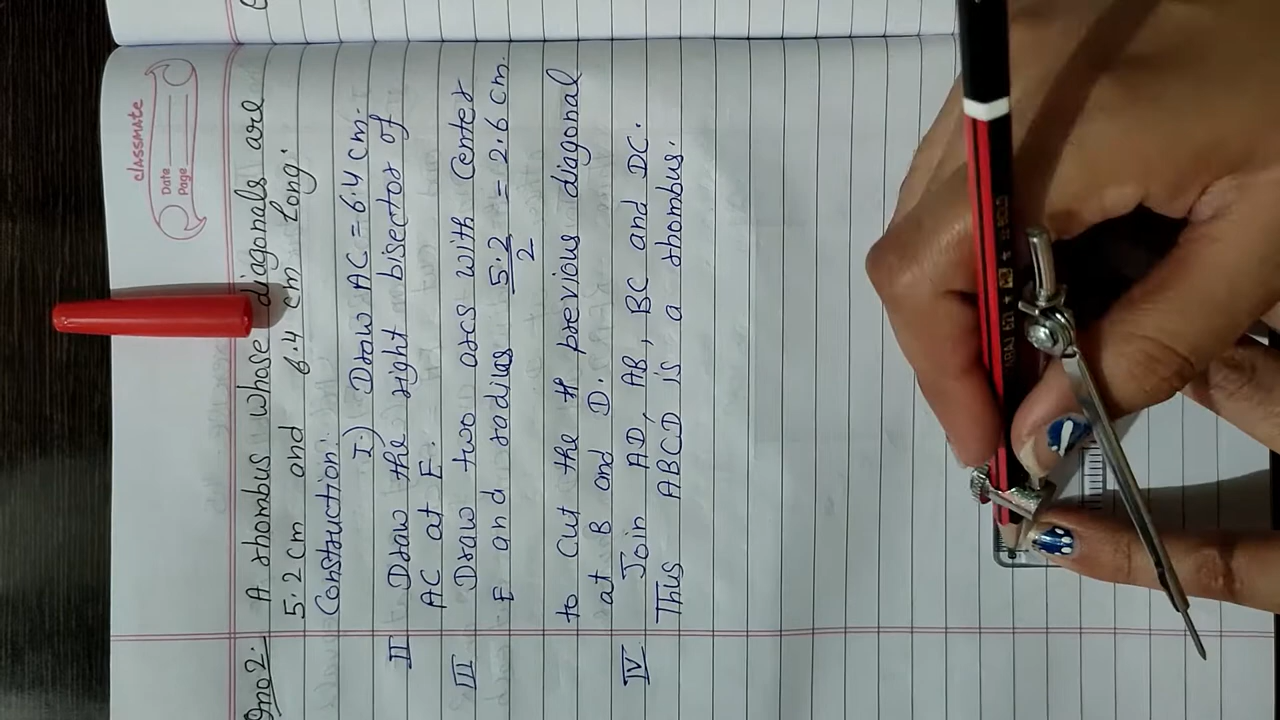 classmate
Date
Page
Qno2. A rhombus whose diagonals are
5.2 cm and 6.4 cm long.
Construction:
I) Draw AC = 6.4 cm.
II Draw the right bisector of
AC at E.
III Draw two arcs with Center
E and radius 5.2/2 = 2.6 cm.
to cut the previous diagonal
at B and D.
IV Join AD, AB, BC and DC.
Thus ABCD is a rhombus.
621
BOLD